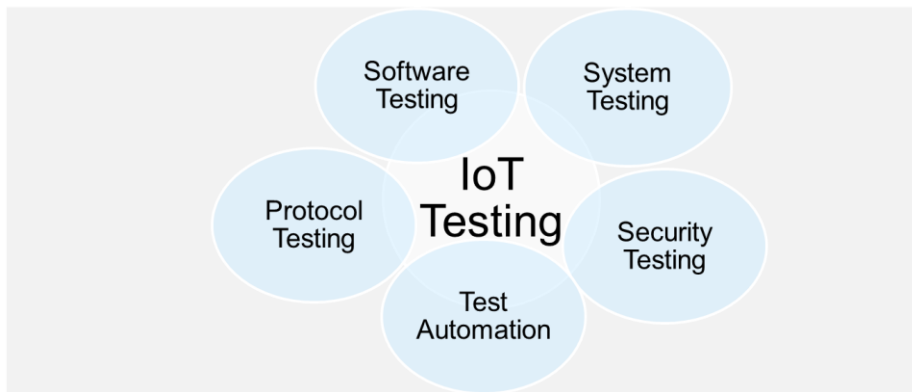 Software
Testing
System
Testing
IoT
Testing
Protocol
Testing
Security
Testing
Test
Automation